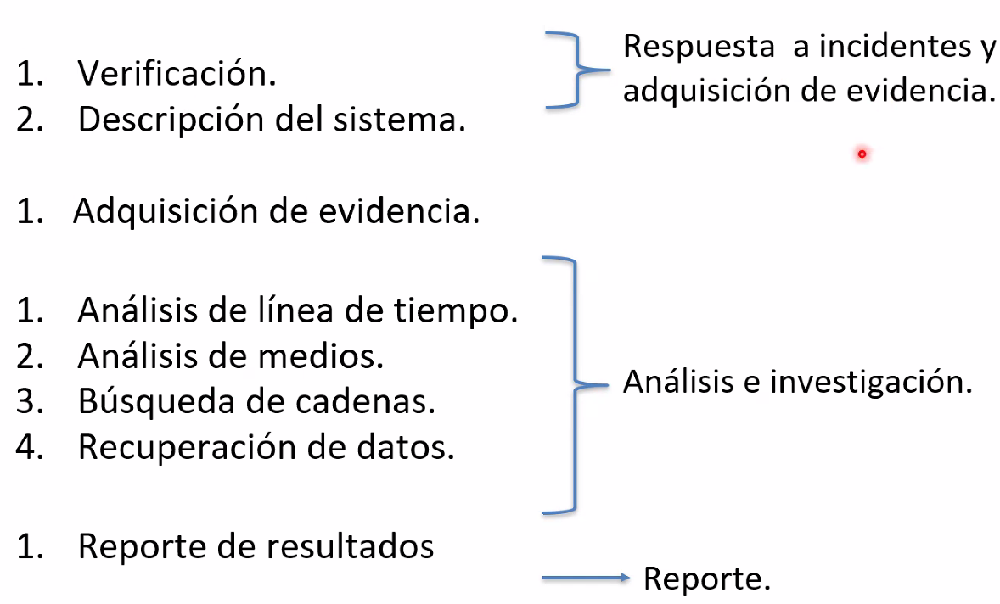 Respuesta a incidentes y
adquisición de evidencia.
1. Verificación.
2. Descripción del sistema.
1. Adquisición de evidencia.
1. Análisis de línea de tiempo.
2. Análisis de medios.
3. Búsqueda de cadenas.
4. Recuperación de datos.
Análisis e investigación.
1. Reporte de resultados
Reporte.